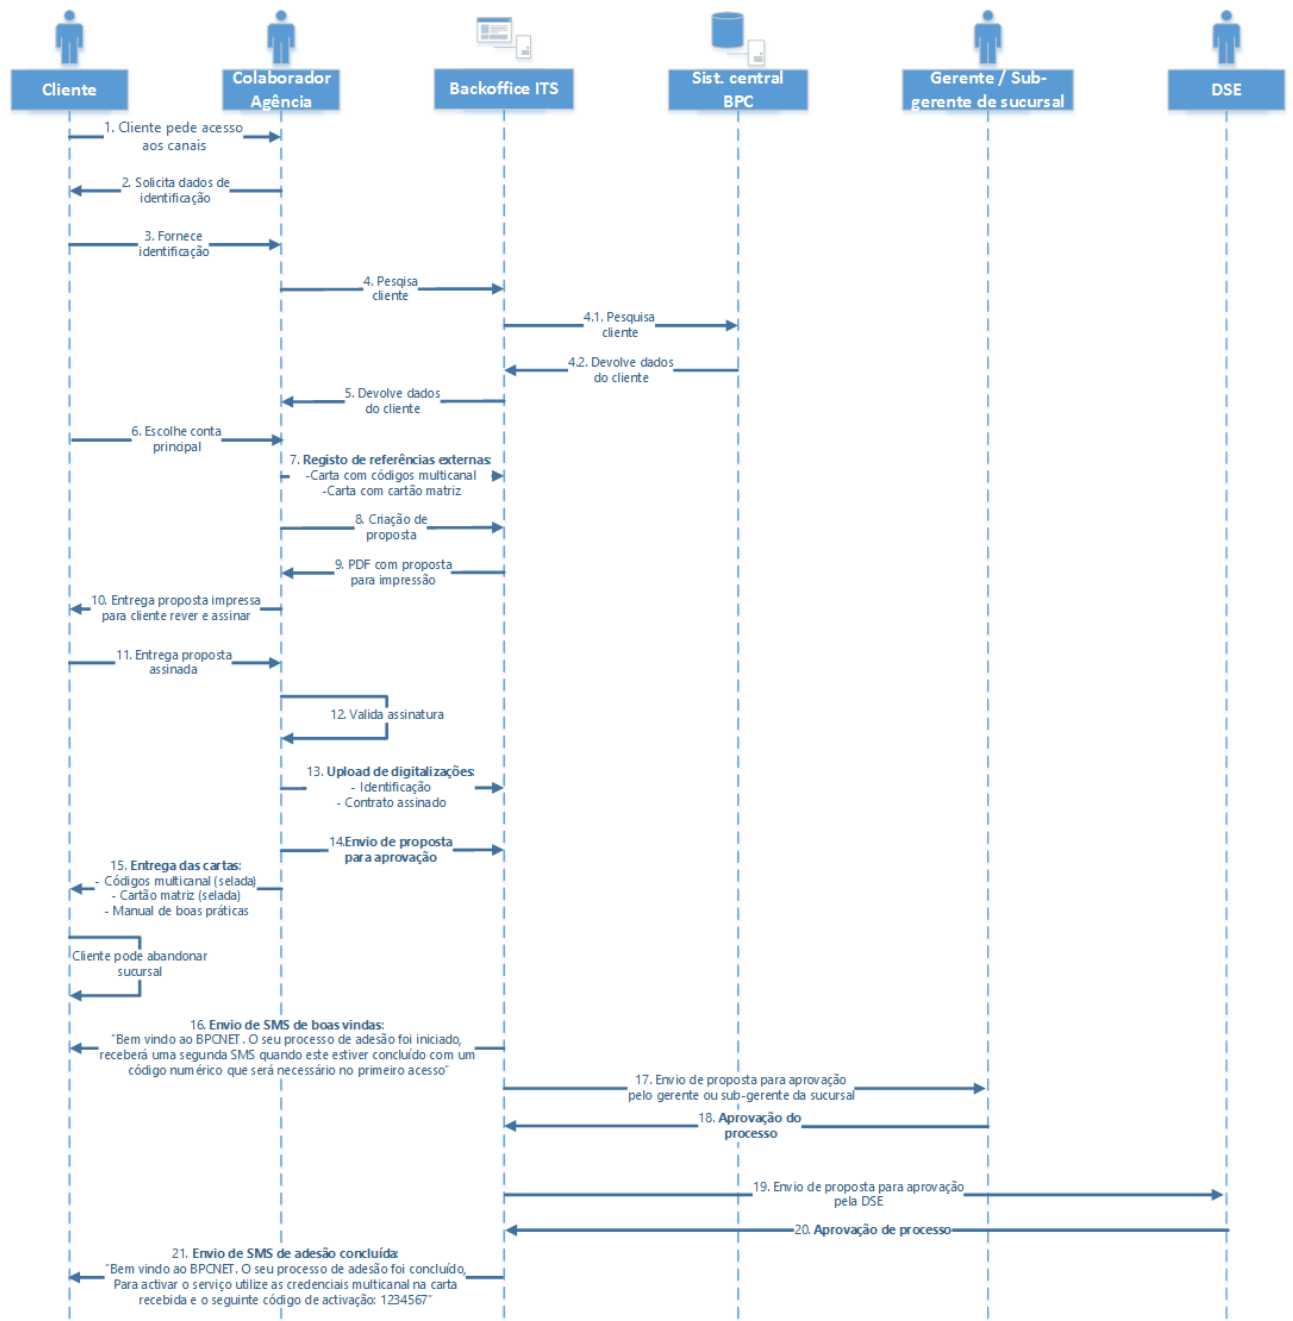 Cliente
Colaborador
Agência
Backoffice ITS
Sist. central
BPC
Gerente / Sub-
gerente de sucursal
DSE
1. Cliente pede acesso
aos canais
2. Solicita dados de
identificação
3. Fornece
identificação
4. Pesqisa
cliente
4.1. Pesquisa
cliente
4.2. Devolve dados
do cliente
5. Devolve dados
do cliente
6. Escolhe conta
principal
7. Registo de referências externas:
-Carta com códigos multicanal
-Carta com cartão matriz
8. Criação de
proposta
9. PDF com proposta
para impressão
10. Entrega proposta impressa
para cliente rever e assinar
11. Entrega proposta
assinada
12. Valida assinatura
13. Upload de digitalizações:
- Identificação
- Contrato assinado
14.Envio de proposta
para aprovação
15. Entrega das cartas:
- Códigos multicanal (selada)
- Cartão matriz (selada)
- Manual de boas práticas
Cliente pode abandonar
sucursal
16. Envio de SMS de boas vindas:
"Bem vindo ao BPCNET. O seu processo de adesão foi iniciado,
receberá uma segunda SMS quando este estiver concluído com um
código numérico que será necessário no primeiro acesso"
17. Envio de proposta para aprovação
pelo gerente ou sub-gerente da sucursal
18. Aprovação do
processo
19. Envio de proposta para aprovação
pela DSE
20. Aprovação de processo
21. Envio de SMS de adesão concluída:
"Bem vindo ao BPCNET. O seu processo de adesão foi concluído,
Para activar o serviço utilize as credenciais multicanal na carta
recebida e o seguinte código de activação: 1234567"